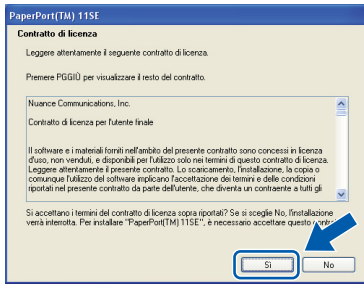 PaperPort(TM) 11SE
Contratto di licenza
Leggere attentamente il seguente contratto di licenza.
Premere PGGIÙ per visualizzare il resto del contratto.
Nuance Communications, Inc.
Contratto di licenza per l'utente finale
Il software e i materiali forniti nell'ambito del presente contratto sono concessi in licenza
d'uso, non venduti, e disponibili per l'utilizzo solo nei termini di questo contratto di licenza.
Leggere attentamente il presente contratto. Lo scaricamento, l'installazione, la copia o
comunque l'utilizzo del software implicano l'accettazione dei termini e delle condizioni
riportati nel presente contratto da parte dell'utente, che diventa un contraente a tutti gli
Si accettano i termini del contratto di licenza sopra riportati? Se si sceglie No, l'installazione
verrà interrotta. Per installare "PaperPort(TM) 11SE", è necessario accettare questo
Sì
No